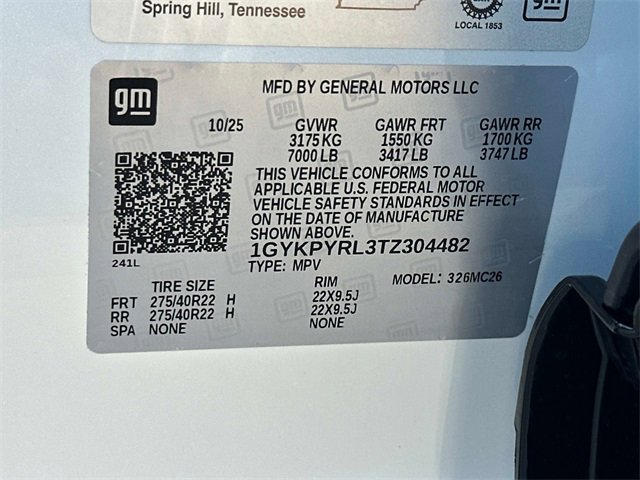 Spring Hill, Tennessee
LOCAL 1853
gm
gm
MFD BY GENERAL MOTORS LLC
10/25 GVWR GAWR FRT GAWR RR
3175 KG 1550 KG 1700 KG
7000 LB 3417 LB 3747 LB
THIS VEHICLE CONFORMS TO ALL
APPLICABLE U.S. FEDERAL MOTOR
VEHICLE SAFETY STANDARDS IN EFFECT
ON THE DATE OF MANUFACTURE
SHOWN ABOVE.
241L
1GYKPYRL3TZ304482
TYPE: MPV MODEL: 326MC26
TIRE SIZE RIM
FRT 275/40R22 H 22X9.5J
RR 275/40R22 H 22X9.5J
SPA NONE NONE